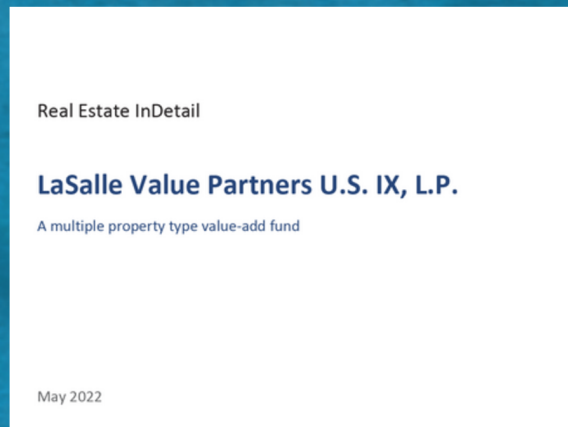 Real Estate InDetail
LaSalle Value Partners U.S. IX, L.P.
A multiple property type value-add fund
May 2022